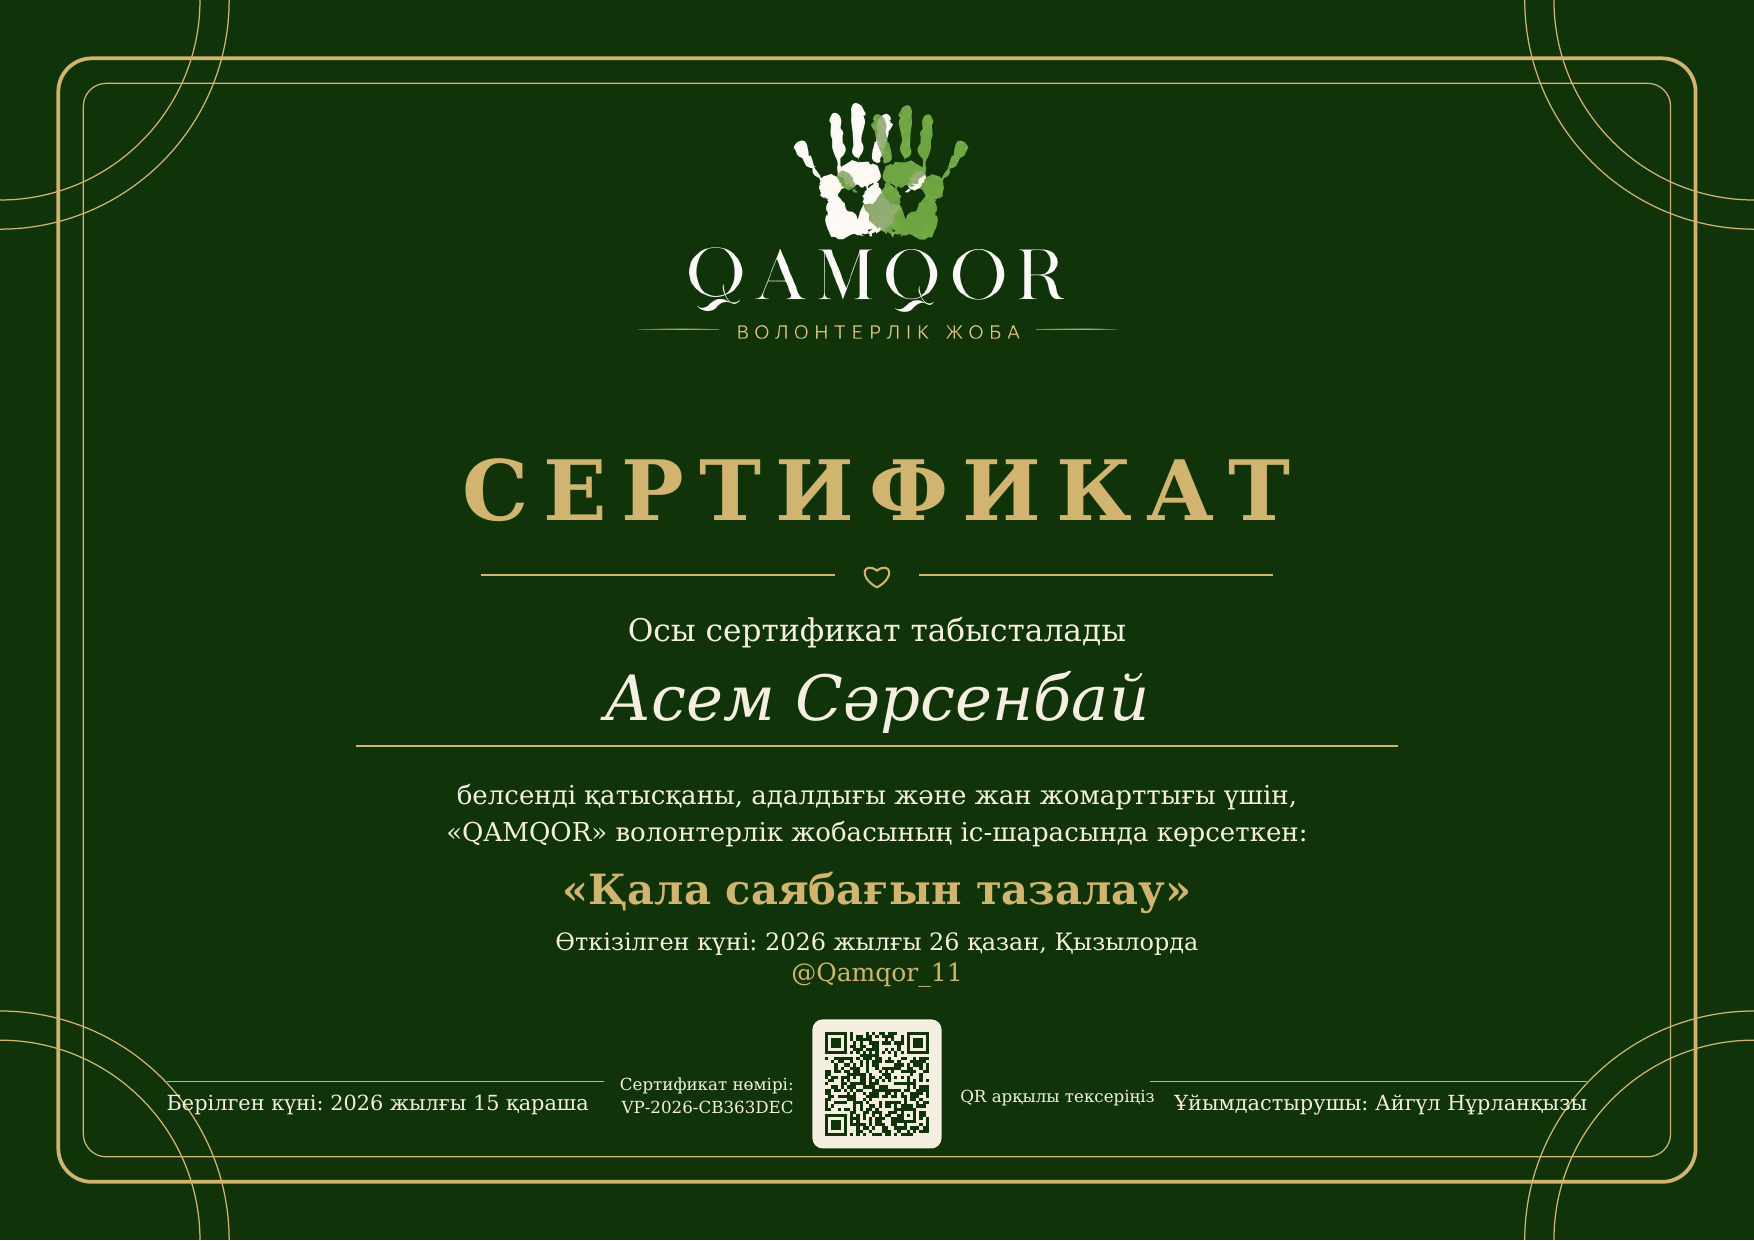 QAMQOR
ВОЛОНТЕРЛІК ЖОБА
СЕРТИФИКАТ
Осы сертификат табысталады
Асем Сәрсенбай
белсенді қатысқаны, адалдығы және жан жомарттығы үшін,
«QAMQOR» волонтерлік жобасының іс-шарасында көрсеткен:
«Қала саябағын тазалау»
Өткізілген күні: 2026 жылғы 26 қазан, Қызылорда
@Qamqor_11
Берілген күні: 2026 жылғы 15 қараша
Сертификат нөмірі:
VP-2026-CB363DEC
QR арқылы тексеріңіз
Ұйымдастырушы: Айгүл Нұрланқызы